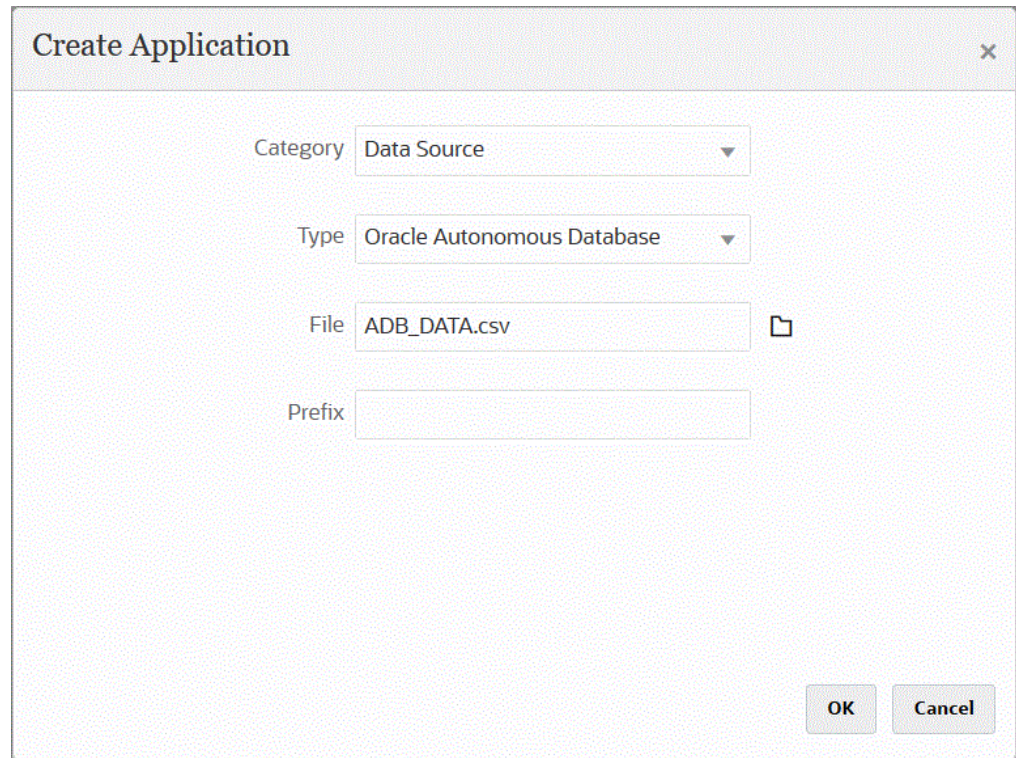 Create Application
Category Data Source
Type Oracle Autonomous Database
File ADB_DATA.csv
Prefix
OK Cancel